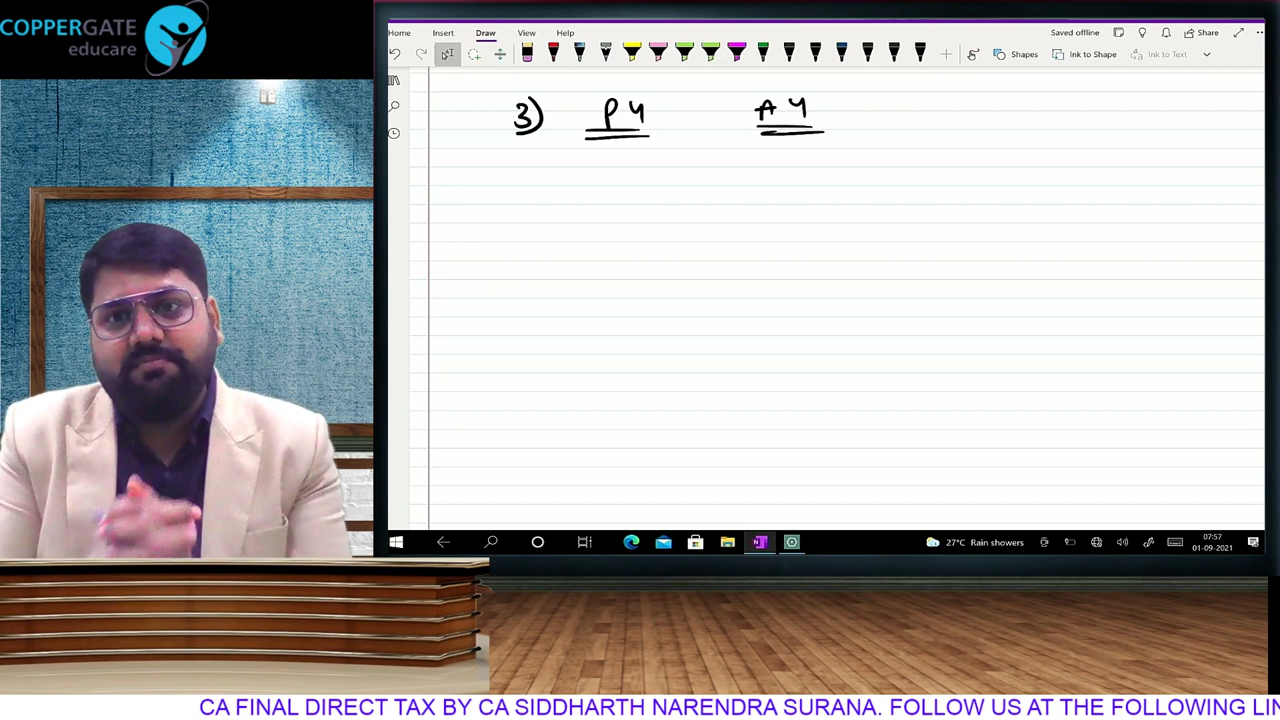 COPPERGATE
educare
Home Insert Draw View Help
Saved offline
Share
Shapes
Ink to Shape
Ink to Text
3) PY AY
27°C Rain showers
07:57
01-09-2021
CA FINAL DIRECT TAX BY CA SIDDHARTH NARENDRA SURANA. FOLLOW US AT THE FOLLOWING LIN